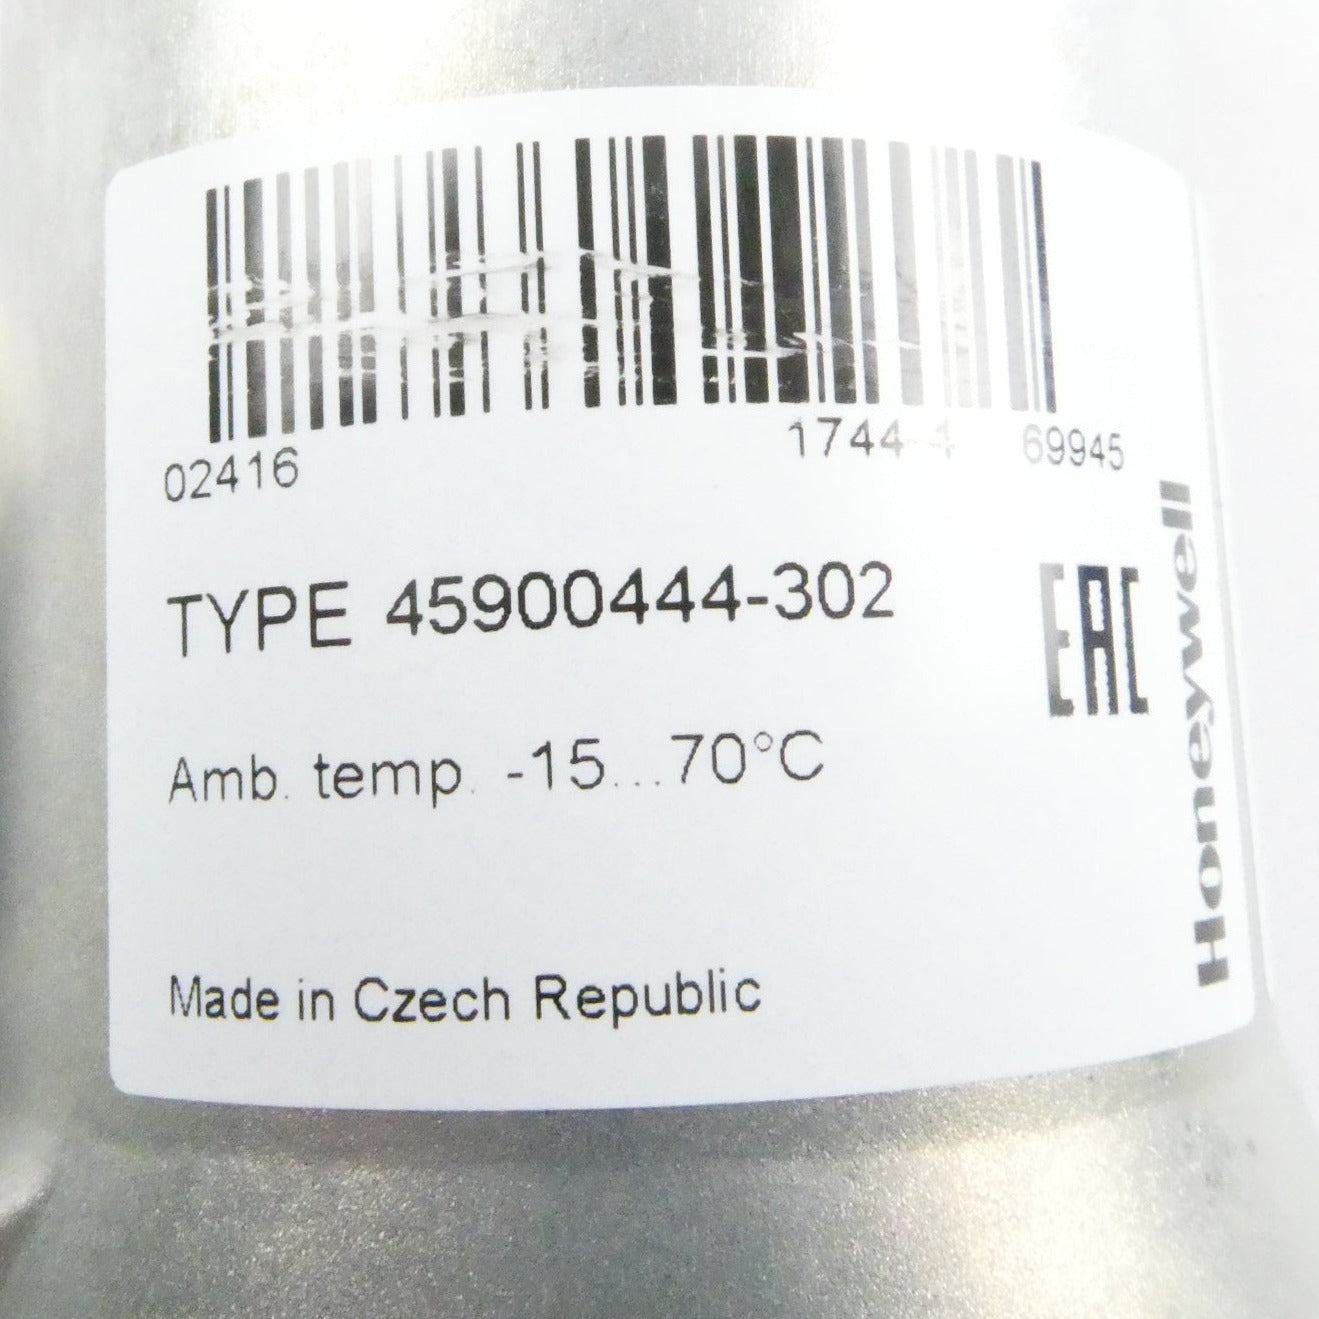 02416 1744-4 69945
TYPE 45900444-302
EAC
Amb. temp. -15...70°C
Made in Czech Republic
Honeywell